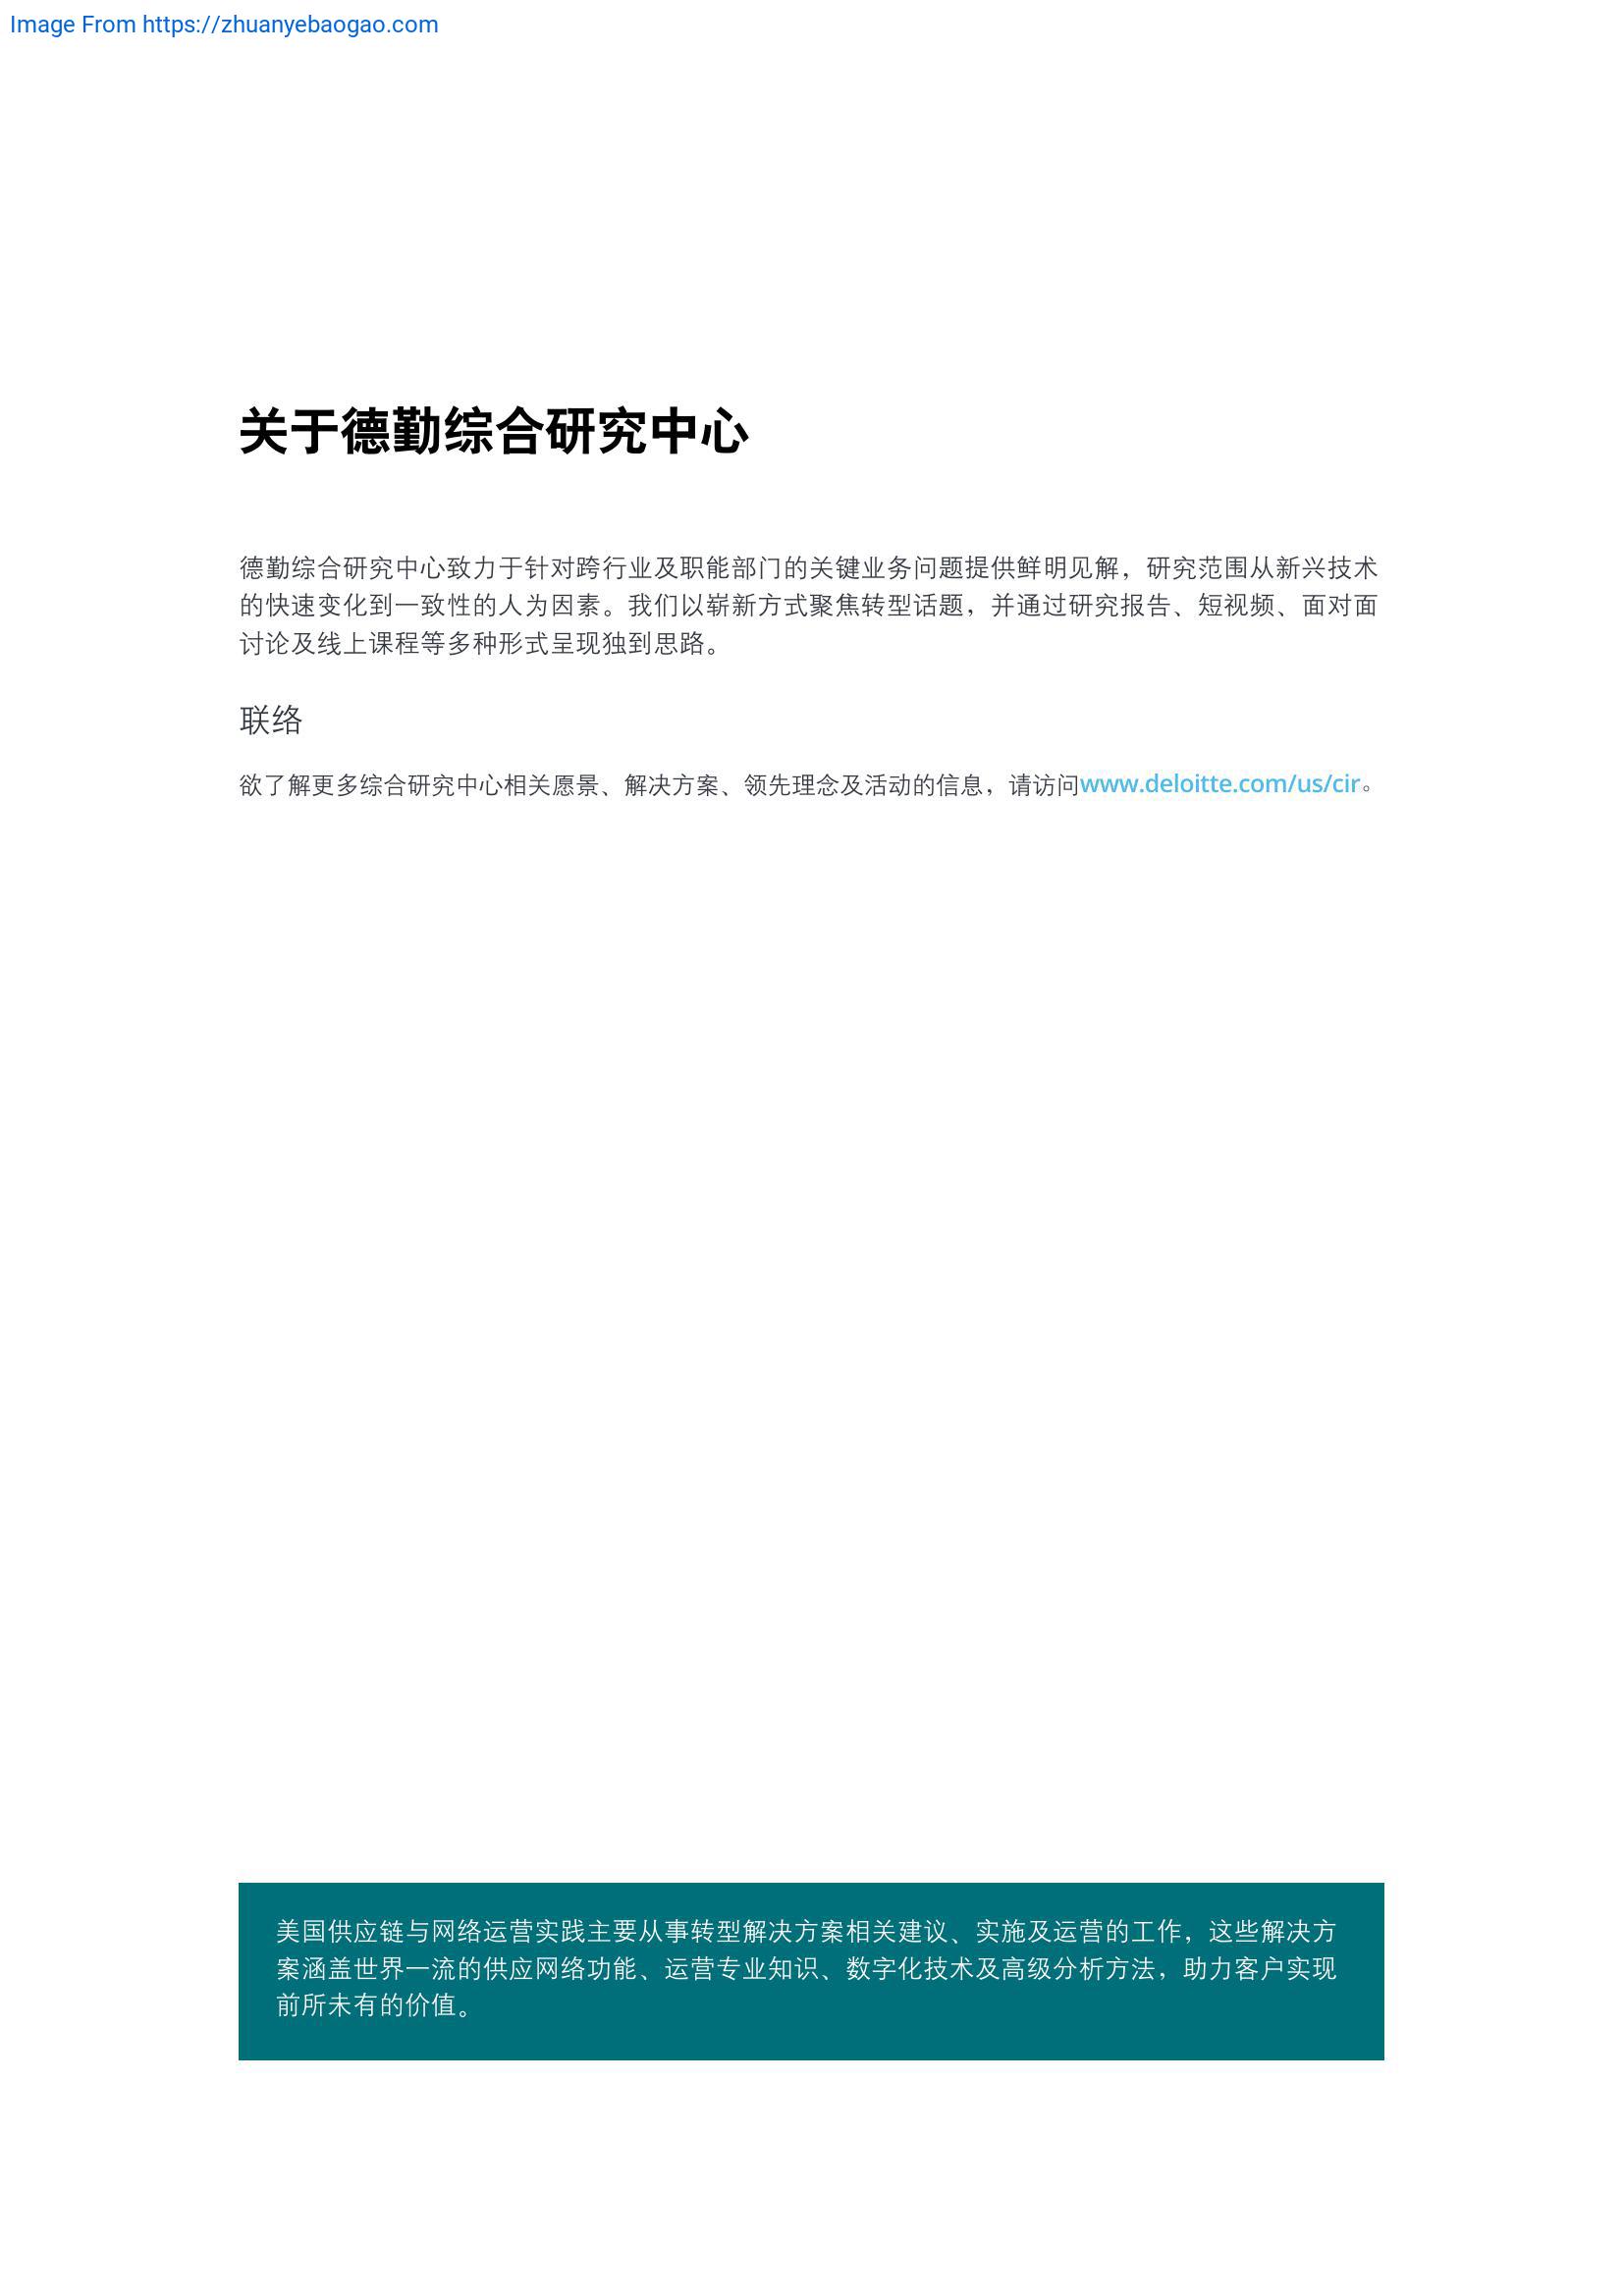 Image From https://zhuanyebaogao.com
关于德勤综合研究中心
德勤综合研究中心致力于针对跨行业及职能部门的关键业务问题提供鲜明见解，研究范围从新兴技术
的快速变化到一致性的人为因素。我们以崭新方式聚焦转型话题，并通过研究报告、短视频、面对面
讨论及线上课程等多种形式呈现独到思路。
联络
欲了解更多综合研究中心相关愿景、解决方案、领先理念及活动的信息，请访问www.deloitte.com/us/cir。
美国供应链与网络运营实践主要从事转型解决方案相关建议、实施及运营的工作，这些解决方
案涵盖世界一流的供应网络功能、运营专业知识、数字化技术及高级分析方法，助力客户实现
前所未有的价值。